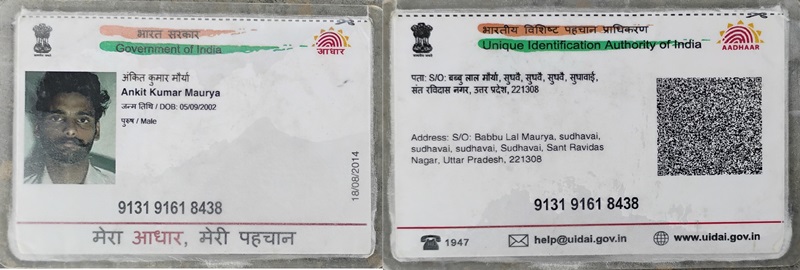 भारत सरकार
Government of India
आधार
अंकित कुमार मौर्या
Ankit Kumar Maurya
जन्म तिथि / DOB: 05/09/2002
पुरुष / Male
18/08/2014
9131 9161 8438
मेरा आधार, मेरी पहचान
भारतीय विशिष्ट पहचान प्राधिकरण
Unique Identification Authority of India
AADHAAR
पता: S/O: बब्बु लाल मौर्या, सुधवै, सुधवै, सुधवै, सुधावाई,
संत रविदास नगर, उतर प्रदेश, 221308
Address: S/O: Babbu Lal Maurya, sudhavai,
sudhavai, sudhavai, Sudhavai, Sant Ravidas
Nagar, Uttar Pradesh, 221308
9131 9161 8438
1947
help@uidai.gov.in
www.uidai.gov.in